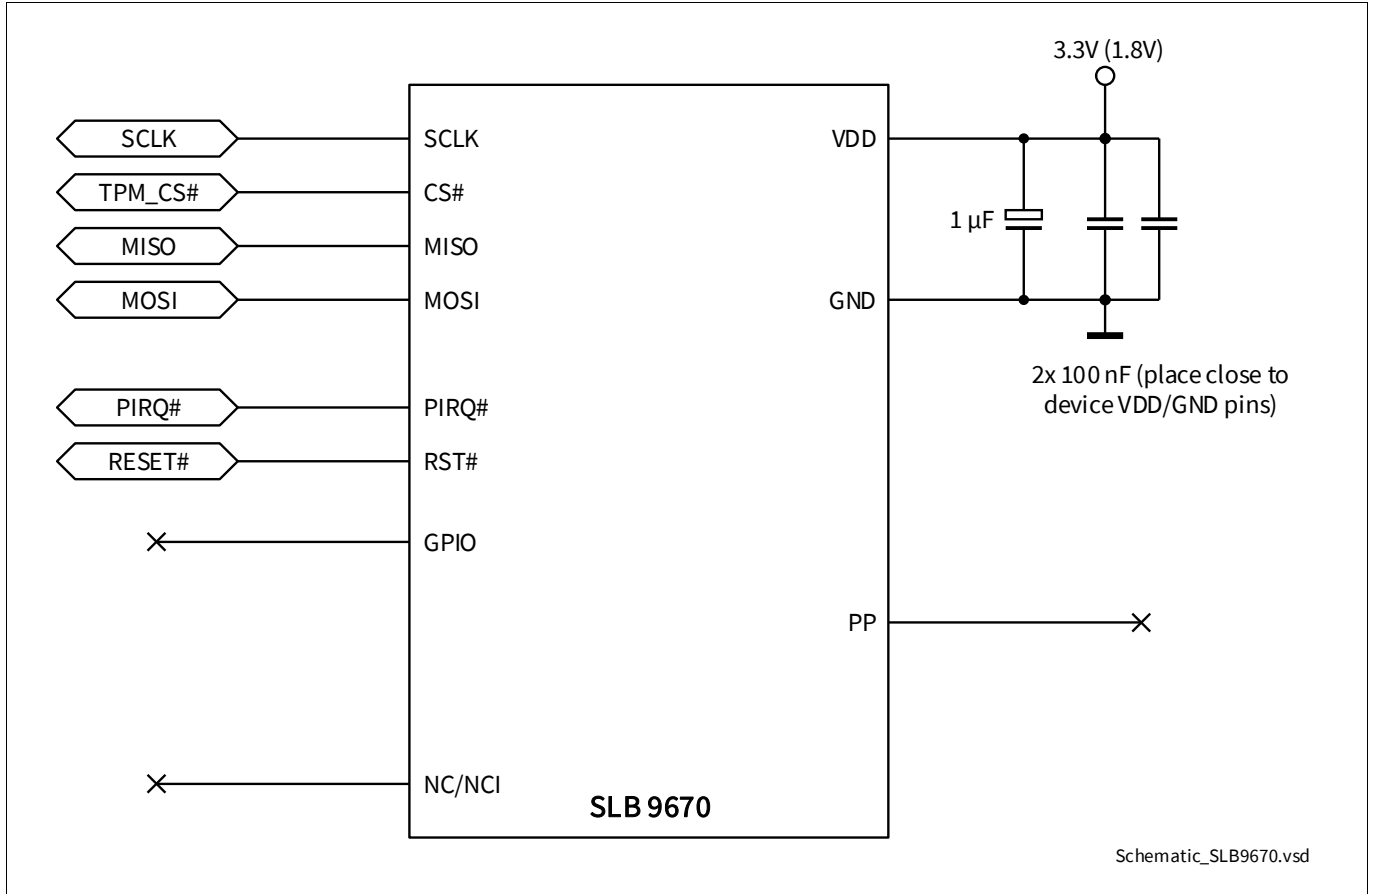 3.3V (1.8V)
SCLK SCLK VDD
TPM_CS# CS#
1 µF
MISO MISO
MOSI MOSI GND
2x 100 nF (place close to
device VDD/GND pins)
PIRQ# PIRQ#
RESET# RST#
GPIO
PP
NC/NCI
SLB 9670
Schematic_SLB9670.vsd